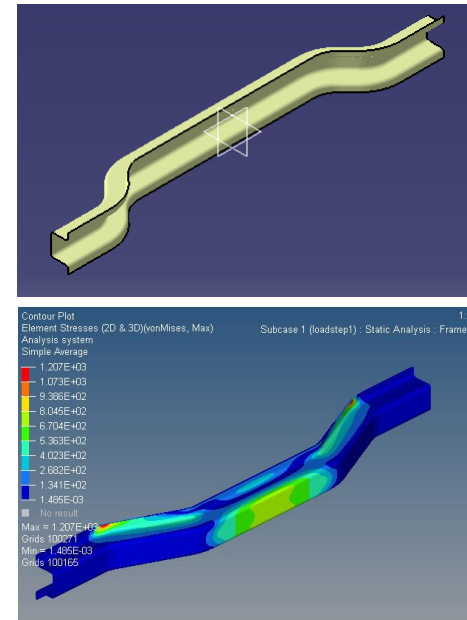 Contour Plot
Element Stresses (2D & 3D)(vonMises, Max)
Analysis system
Simple Average
1.207E+03
1.073E+03
9.386E+02
8.045E+02
6.704E+02
5.363E+02
4.023E+02
2.682E+02
1.341E+02
1.485E-03
No result
Max = 1.207E+03
Grids 100271
Min = 1.485E-03
Grids 100165
1:
Subcase 1 (loadstep1) : Static Analysis : Frame